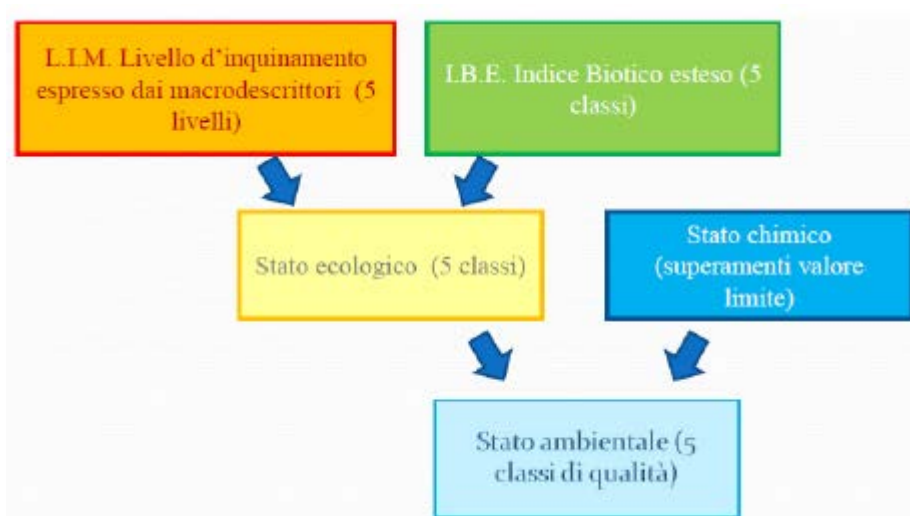 L.I.M. Livello d'inquinamento
espresso dai macrodescrittori (5
livelli)
I.B.E. Indice Biotico esteso (5
classi)
Stato ecologico (5 classi)
Stato chimico
(superamenti valore
limite)
Stato ambientale (5
classi di qualità)